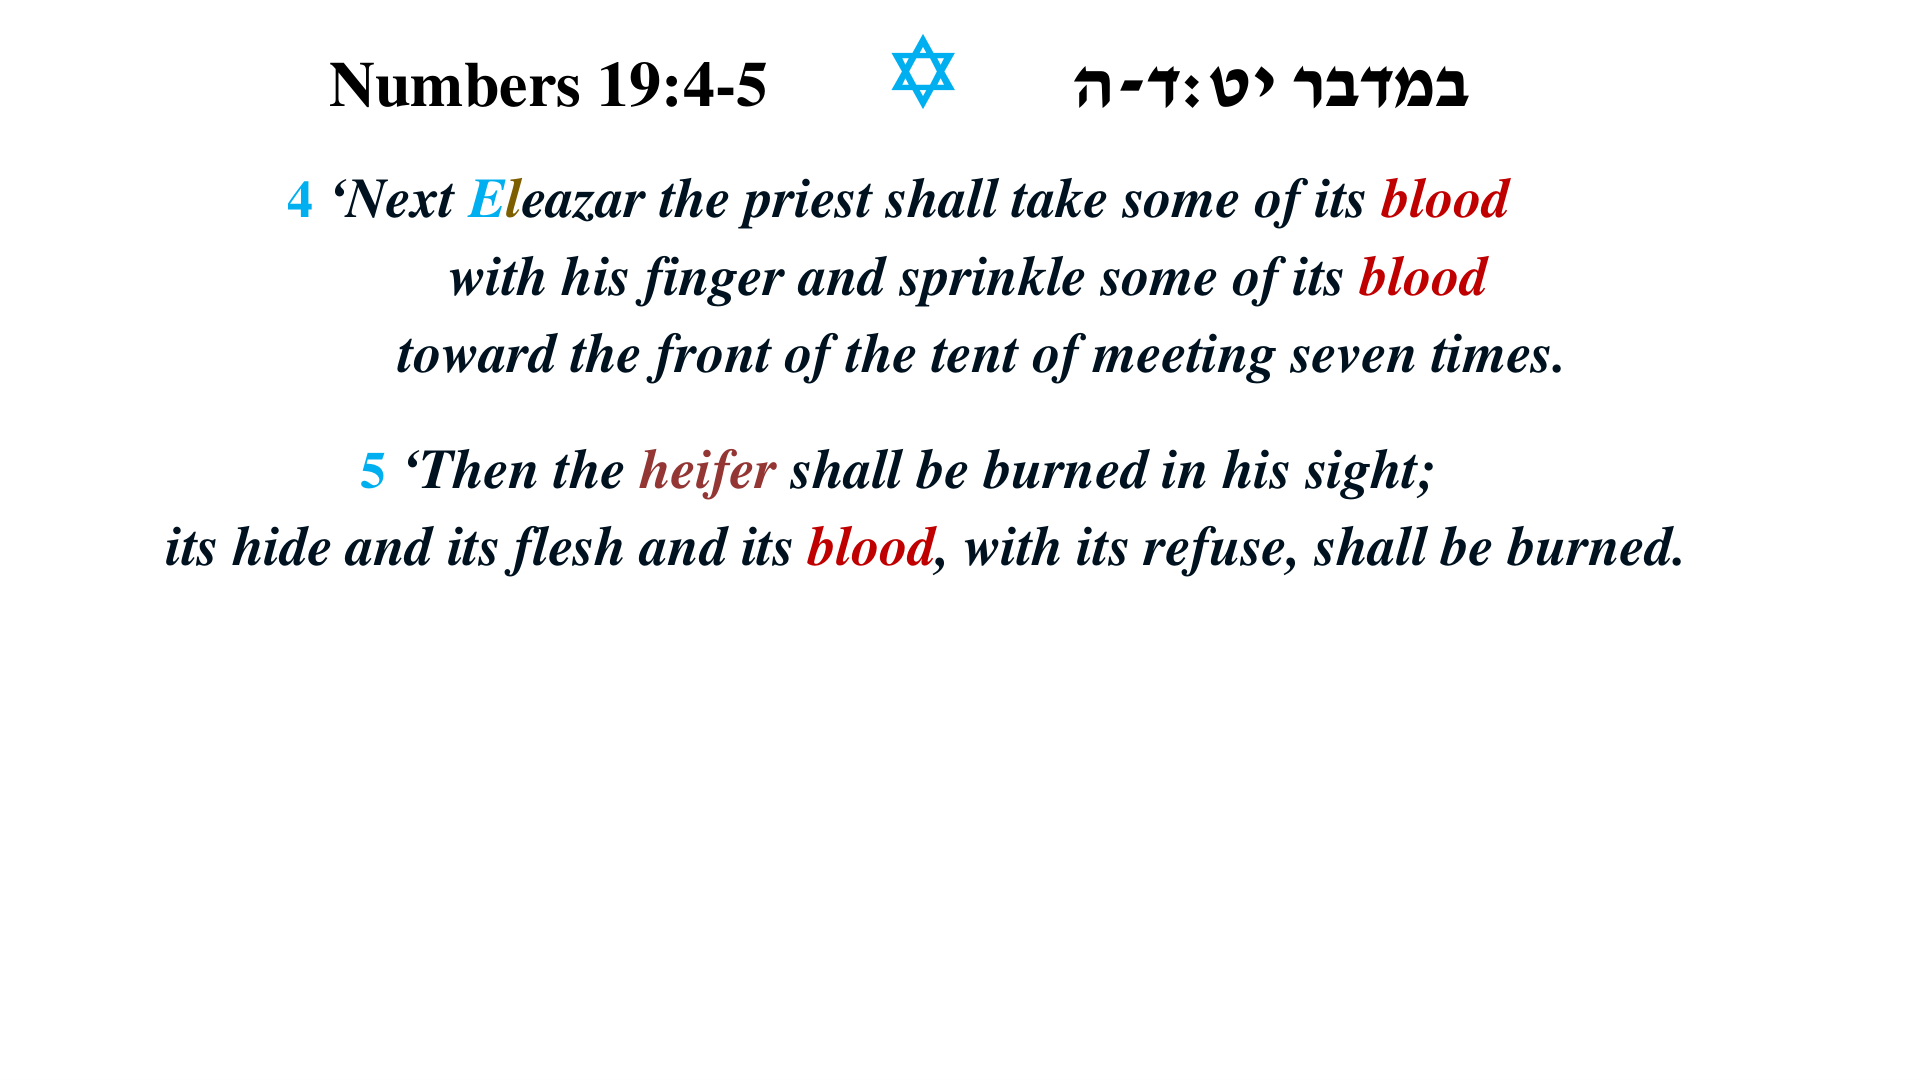 Numbers 19:4-5 ✡ במדבר יט:ד-ה
4 ‘Next Eleazar the priest shall take some of its blood
with his finger and sprinkle some of its blood
toward the front of the tent of meeting seven times.
5 ‘Then the heifer shall be burned in his sight;
its hide and its flesh and its blood, with its refuse, shall be burned.